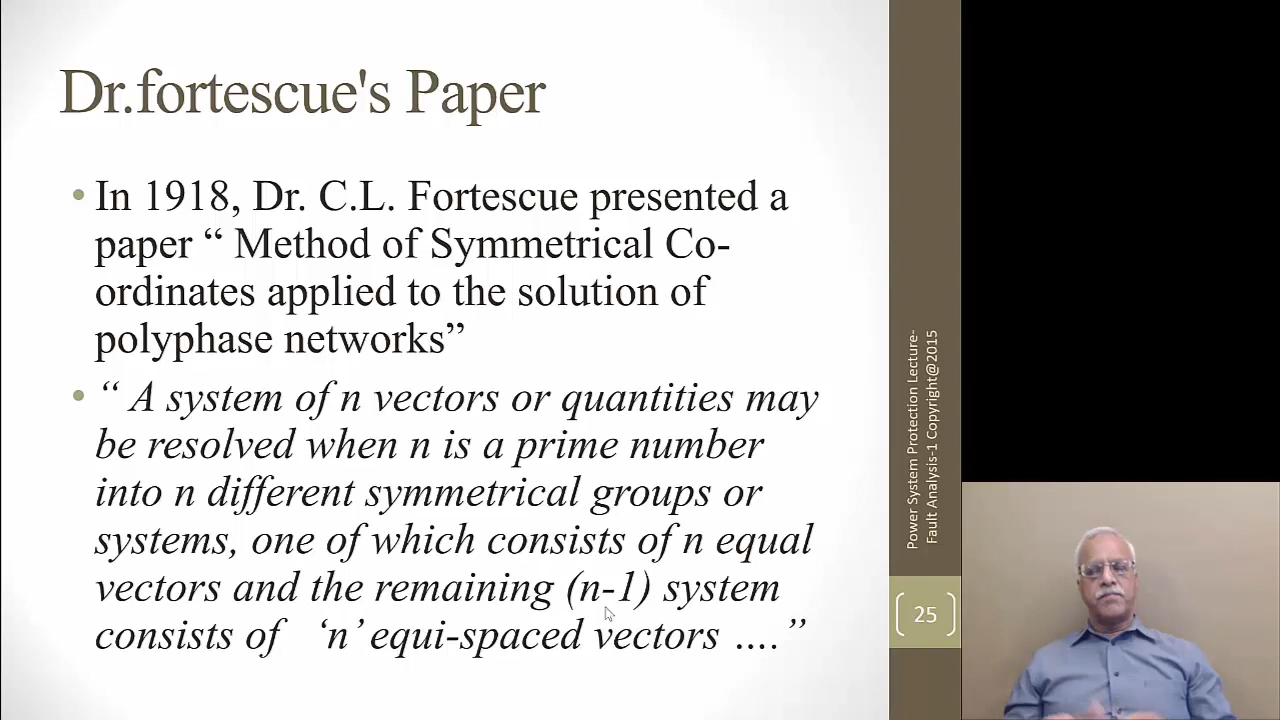 Dr.fortescue's Paper
• In 1918, Dr. C.L. Fortescue presented a
paper “ Method of Symmetrical Co-
ordinates applied to the solution of
polyphase networks”
• “ A system of n vectors or quantities may
be resolved when n is a prime number
into n different symmetrical groups or
systems, one of which consists of n equal
vectors and the remaining (n-1) system
consists of ‘n’ equi-spaced vectors ….”
Power System Protection Lecture-
Fault Analysis-1 Copyright@2015
25